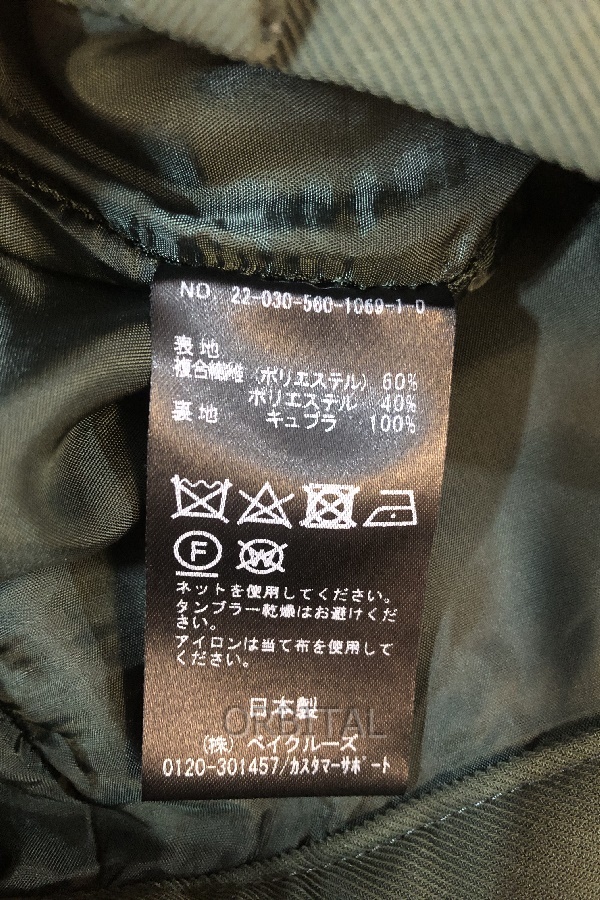 NO 22-030-560-1069-1-0
表地
複合繊維(ポリエステル) 60%
ポリエステル 40%
裏地 キュプラ 100%
F W
ネットを使用してください。
タンブラー乾燥はお避けくだ
さい。
アイロンは当て布を使用して
ください。
日本製
ORBITAL
(株)ベイクルーズ
0120-301457/カスタマーサポート